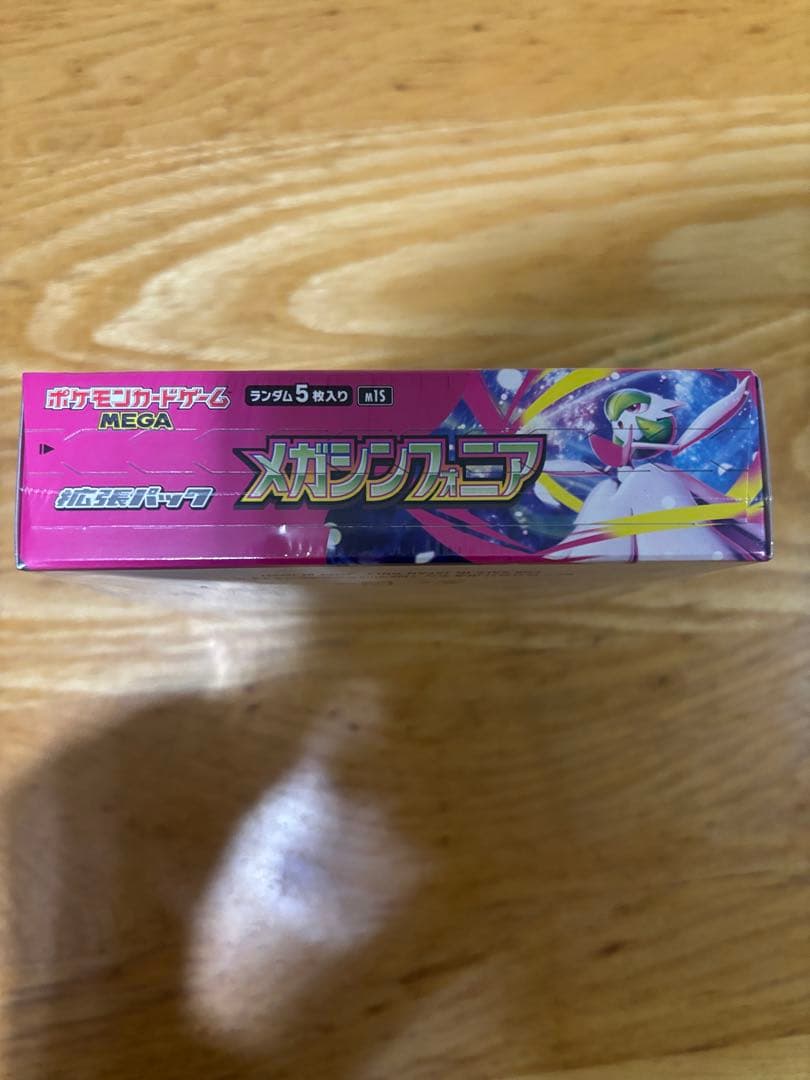 ポケモンカードゲーム
MEGA
ランダム5枚入り M1S
拡張パック
メガシンフォニア